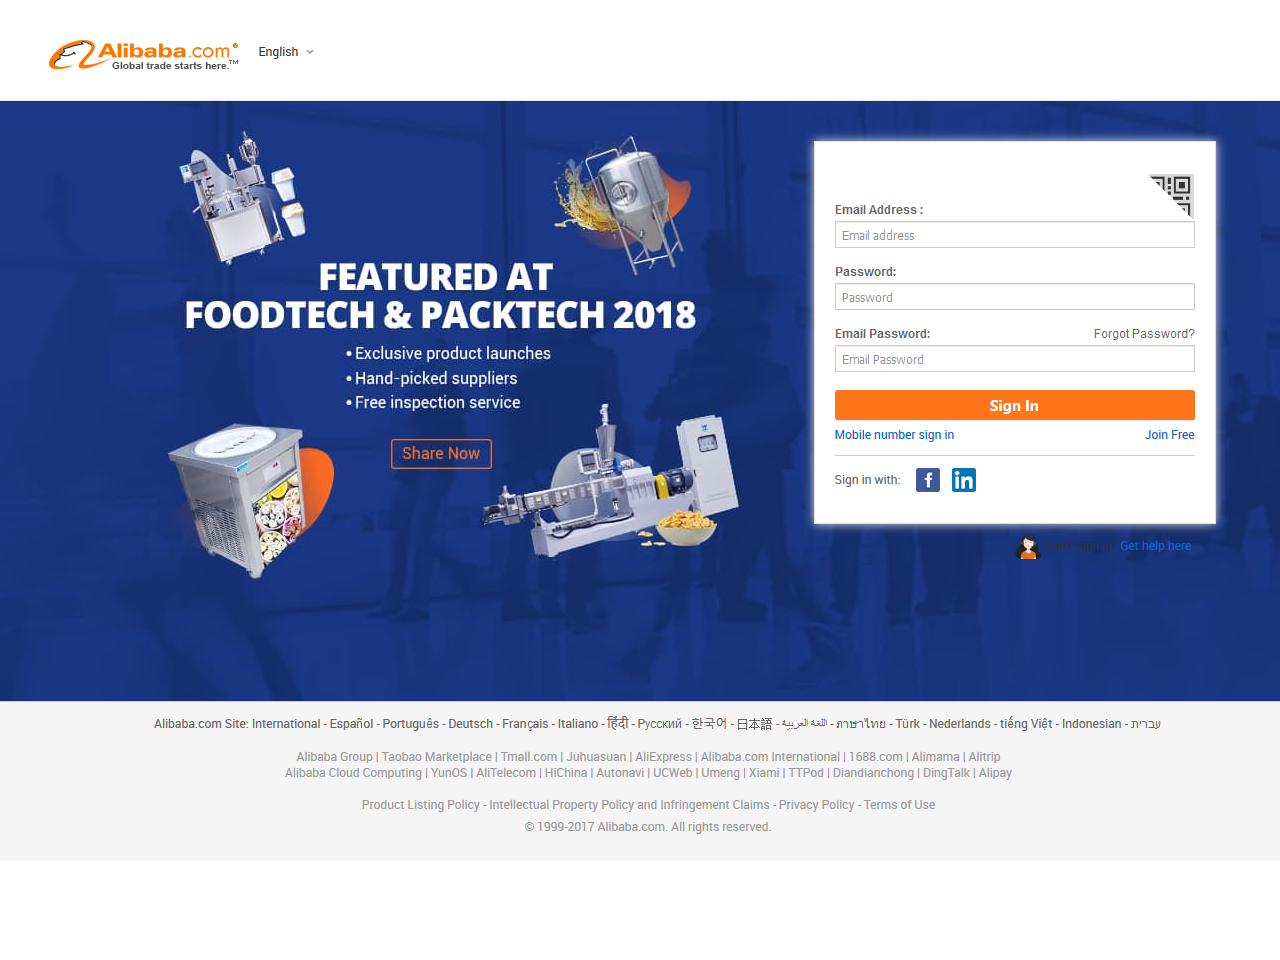 Alibaba.com®
Global trade starts here.™
English
FEATURED AT
FOODTECH & PACKTECH 2018
• Exclusive product launches
• Hand-picked suppliers
• Free inspection service
Share Now
Email Address :
Email address
Password:
Password
Email Password:
Forgot Password?
Email Password
Sign In
Mobile number sign in
Join Free
Sign in with:
Get help here
Alibaba.com Site: International - Español - Português - Deutsch - Français - Italiano - हिंदी - Pусский - 한국어 - 日本語 - اللغة العربية - ภาษาไทย - Türk - Nederlands - tiếng Việt - Indonesian - עברית
Alibaba Group | Taobao Marketplace | Tmall.com | Juhuasuan | AliExpress | Alibaba.com International | 1688.com | Alimama | Alitrip
Alibaba Cloud Computing | YunOS | AliTelecom | HiChina | Autonavi | UCWeb | Umeng | Xiami | TTPod | Diandianchong | DingTalk | Alipay
Product Listing Policy - Intellectual Property Policy and Infringement Claims - Privacy Policy - Terms of Use
© 1999-2017 Alibaba.com. All rights reserved.